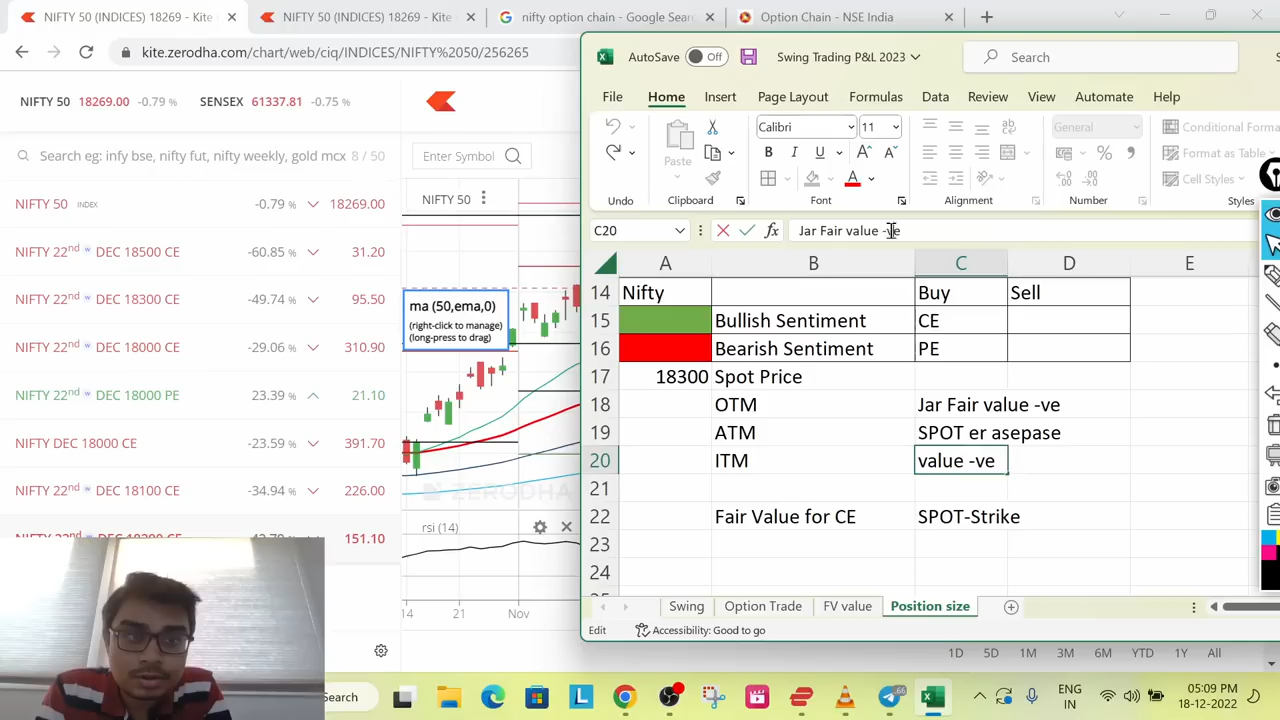 NIFTY 50 (INDICES) 18269 - Kite
NIFTY 50 (INDICES) 18269 - Kite
nifty option chain - Google Sear
Option Chain - NSE India
kite.zerodha.com/chart/web/ciq/INDICES/NIFTY%2050/256265
NIFTY 50 18269.00 -0.79 % SENSEX 61337.81 -0.75 %
Search eg: infy bse, nifty fut, nifty weekly, gold mcx / 50
Enter Symbol
NIFTY 50 INDEX -0.79 % 18269.00
NIFTY 22nd w DEC 18500 CE -60.85 % 31.20
NIFTY 22nd w DEC 18300 CE -49.74 % 95.50
NIFTY 22nd w DEC 18000 CE -29.06 % 310.90
NIFTY 22nd w DEC 18000 PE 23.39 % 21.10
NIFTY DEC 18000 CE -23.59 % 391.70
NIFTY 22nd w DEC 18100 CE -34.94 % 226.00
151.10
NIFTY 50
ma (50,ema,0)
(right-click to manage)
(long-press to drag)
ZERODHA
rsi (14)
14 21 Nov
AutoSave Off Swing Trading P&L 2023 Search
File Home Insert Page Layout Formulas Data Review View Automate Help
Paste
Calibri 11
B I U
General
Conditional Form
Format as Table
Cell Styles
Undo Clipboard Font Alignment Number Styles
C20 fx Jar Fair value -ve
A B C D E
14 Nifty Buy Sell
15 Bullish Sentiment CE
16 Bearish Sentiment PE
17 18300 Spot Price
18 OTM Jar Fair value -ve
19 ATM SPOT er asepase
20 ITM value -ve
21
22 Fair Value for CE SPOT-Strike
23
24
Swing Option Trade FV value Position size
Edit Accessibility: Good to go
1D 5D 1M 3M 6M YTD 1Y All
Search
66
ENG
IN
05:09 PM
18-12-2022